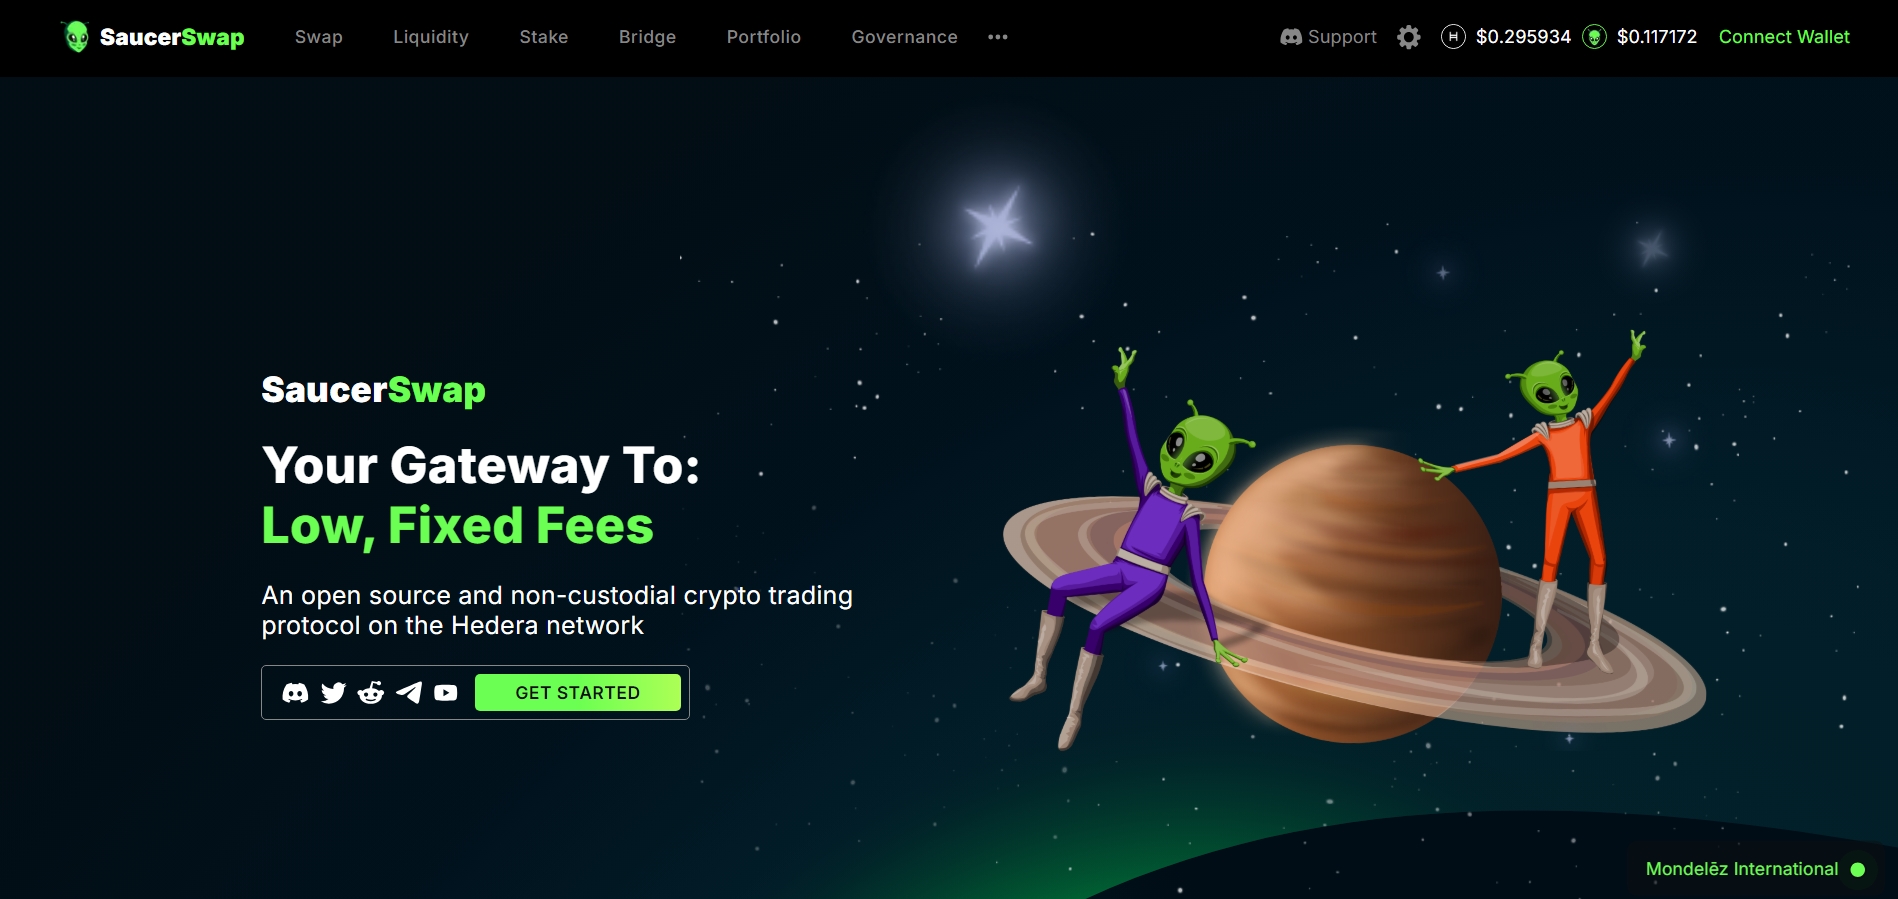 SaucerSwap
Swap
Liquidity
Stake
Bridge
Portfolio
Governance
Support
H
$0.295934
$0.117172
Connect Wallet
SaucerSwap
Your Gateway To:
Low, Fixed Fees
An open source and non-custodial crypto trading
protocol on the Hedera network
GET STARTED
Mondelēz International